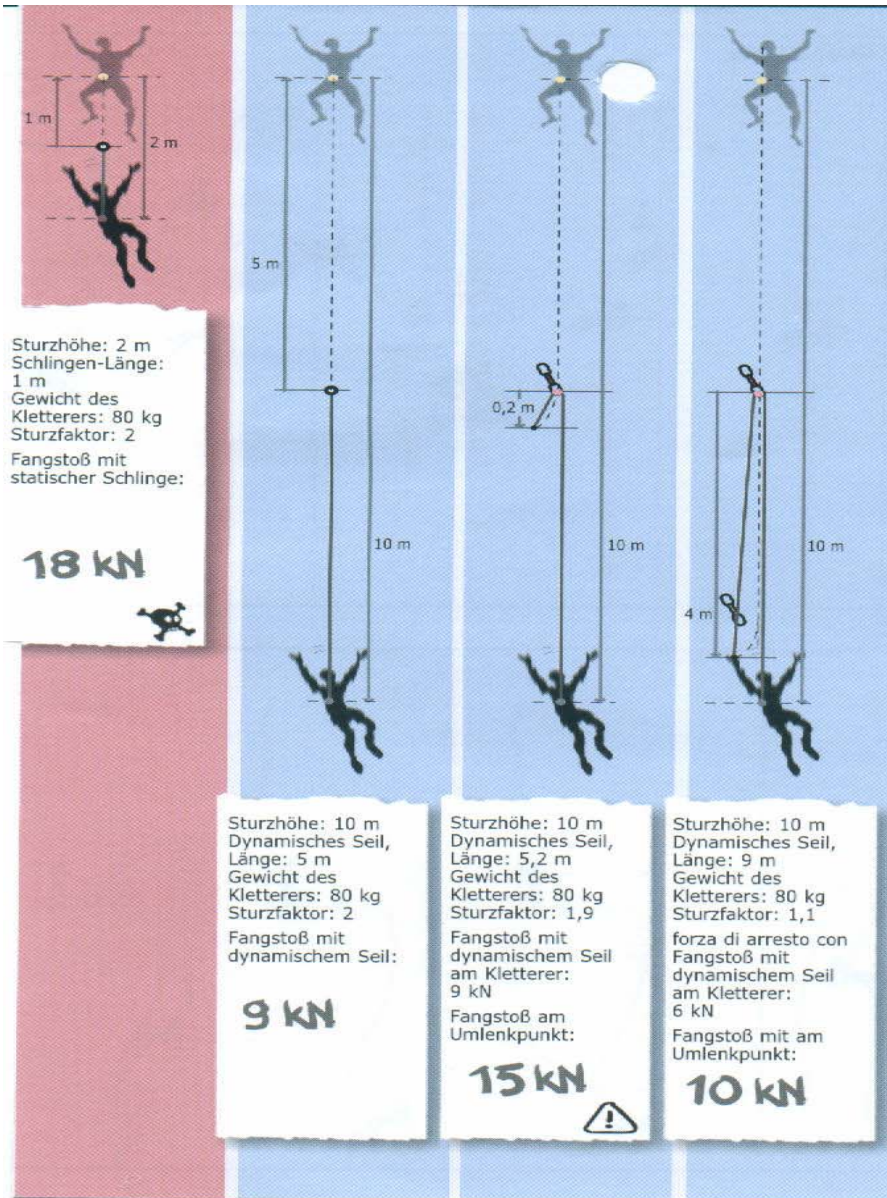 1 m
2 m
Sturzhöhe: 2 m
Schlingen-Länge:
1 m
Gewicht des
Kletterers: 80 kg
Sturzfaktor: 2
Fangstoß mit
statischer Schlinge:
18 kN
5 m
10 m
Sturzhöhe: 10 m
Dynamisches Seil,
Länge: 5 m
Gewicht des
Kletterers: 80 kg
Sturzfaktor: 2
Fangstoß mit
dynamischem Seil:
9 kN
0,2 m
10 m
Sturzhöhe: 10 m
Dynamisches Seil,
Länge: 5,2 m
Gewicht des
Kletterers: 80 kg
Sturzfaktor: 1,9
Fangstoß mit
dynamischem Seil
am Kletterer:
9 kN
Fangstoß am
Umlenkpunkt:
15 kN
4 m
10 m
Sturzhöhe: 10 m
Dynamisches Seil,
Länge: 9 m
Gewicht des
Kletterers: 80 kg
Sturzfaktor: 1,1
forza di arresto con
Fangstoß mit
dynamischem Seil
am Kletterer:
6 kN
Fangstoß mit am
Umlenkpunkt:
10 kN